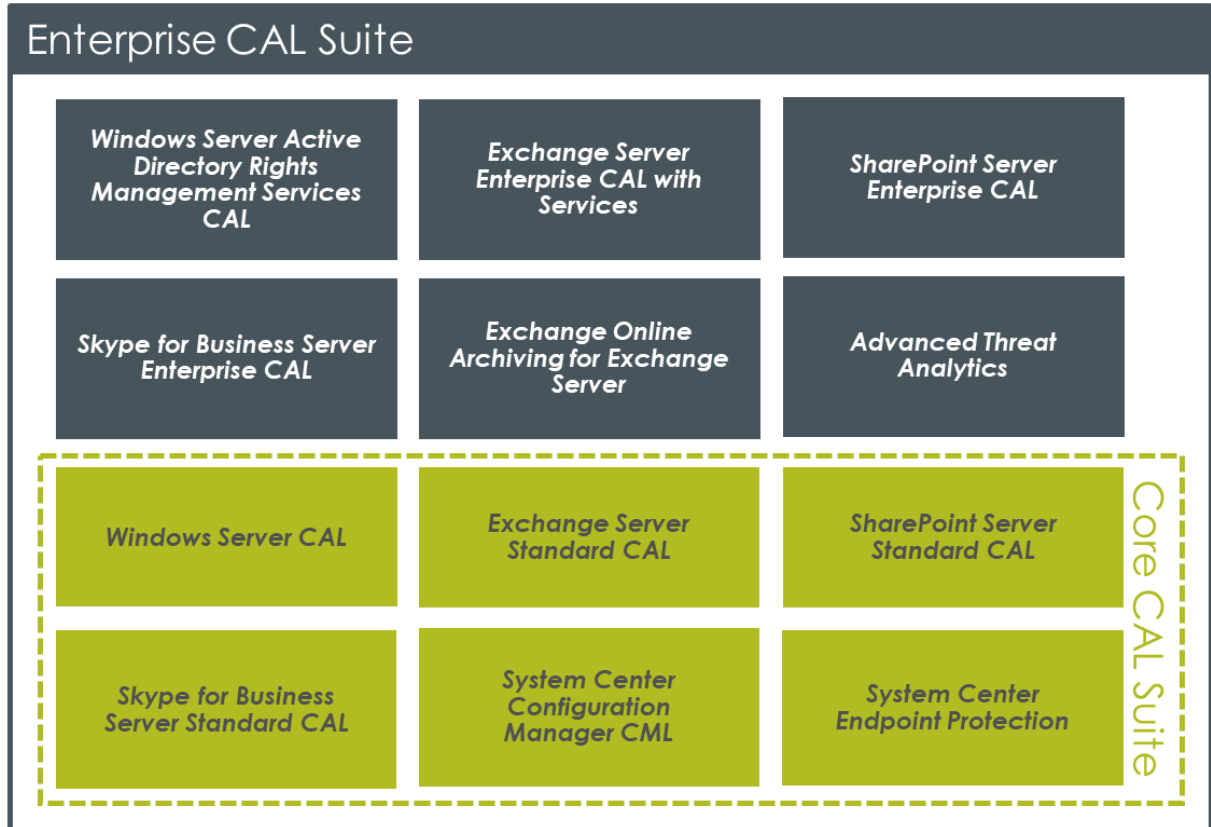 Enterprise CAL Suite
Windows Server Active
Directory Rights
Management Services
CAL
Exchange Server
Enterprise CAL with
Services
SharePoint Server
Enterprise CAL
Skype for Business Server
Enterprise CAL
Exchange Online
Archiving for Exchange
Server
Advanced Threat
Analytics
Windows Server CAL
Exchange Server
Standard CAL
SharePoint Server
Standard CAL
Skype for Business
Server Standard CAL
System Center
Configuration
Manager CML
System Center
Endpoint Protection
Core CAL Suite